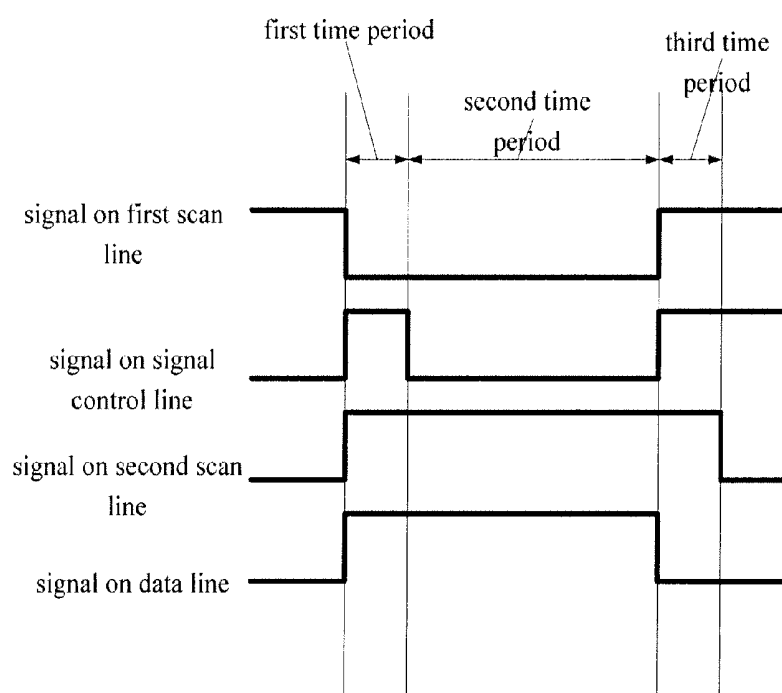 first time period
third time
period
second time
period
signal on first scan
line
signal on signal
control line
signal on second scan
line
signal on data line